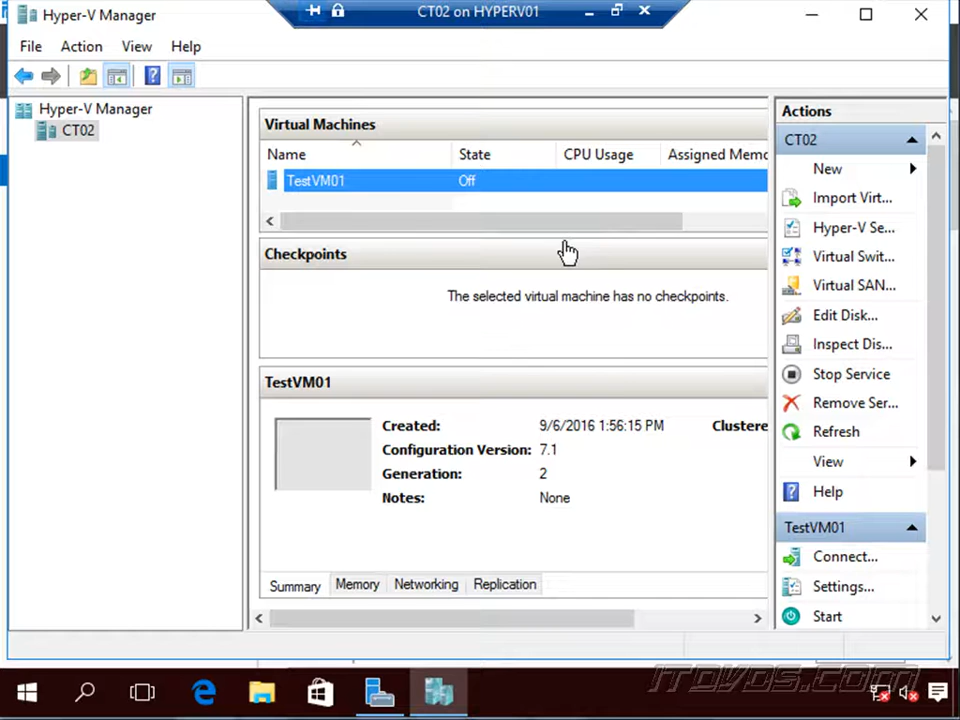 Hyper-V Manager
CT02 on HYPERV01
File Action View Help
Hyper-V Manager
CT02
Virtual Machines
Name State CPU Usage Assigned Memo
TestVM01 Off
Checkpoints
The selected virtual machine has no checkpoints.
TestVM01
Created: 9/6/2016 1:56:15 PM Clustere
Configuration Version: 7.1
Generation: 2
Notes: None
Summary Memory Networking Replication
Actions
CT02
New
Import Virt...
Hyper-V Se...
Virtual Swit...
Virtual SAN...
Edit Disk...
Inspect Dis...
Stop Service
Remove Ser...
Refresh
View
Help
TestVM01
Connect...
Settings...
Start
ITDVDS.COM